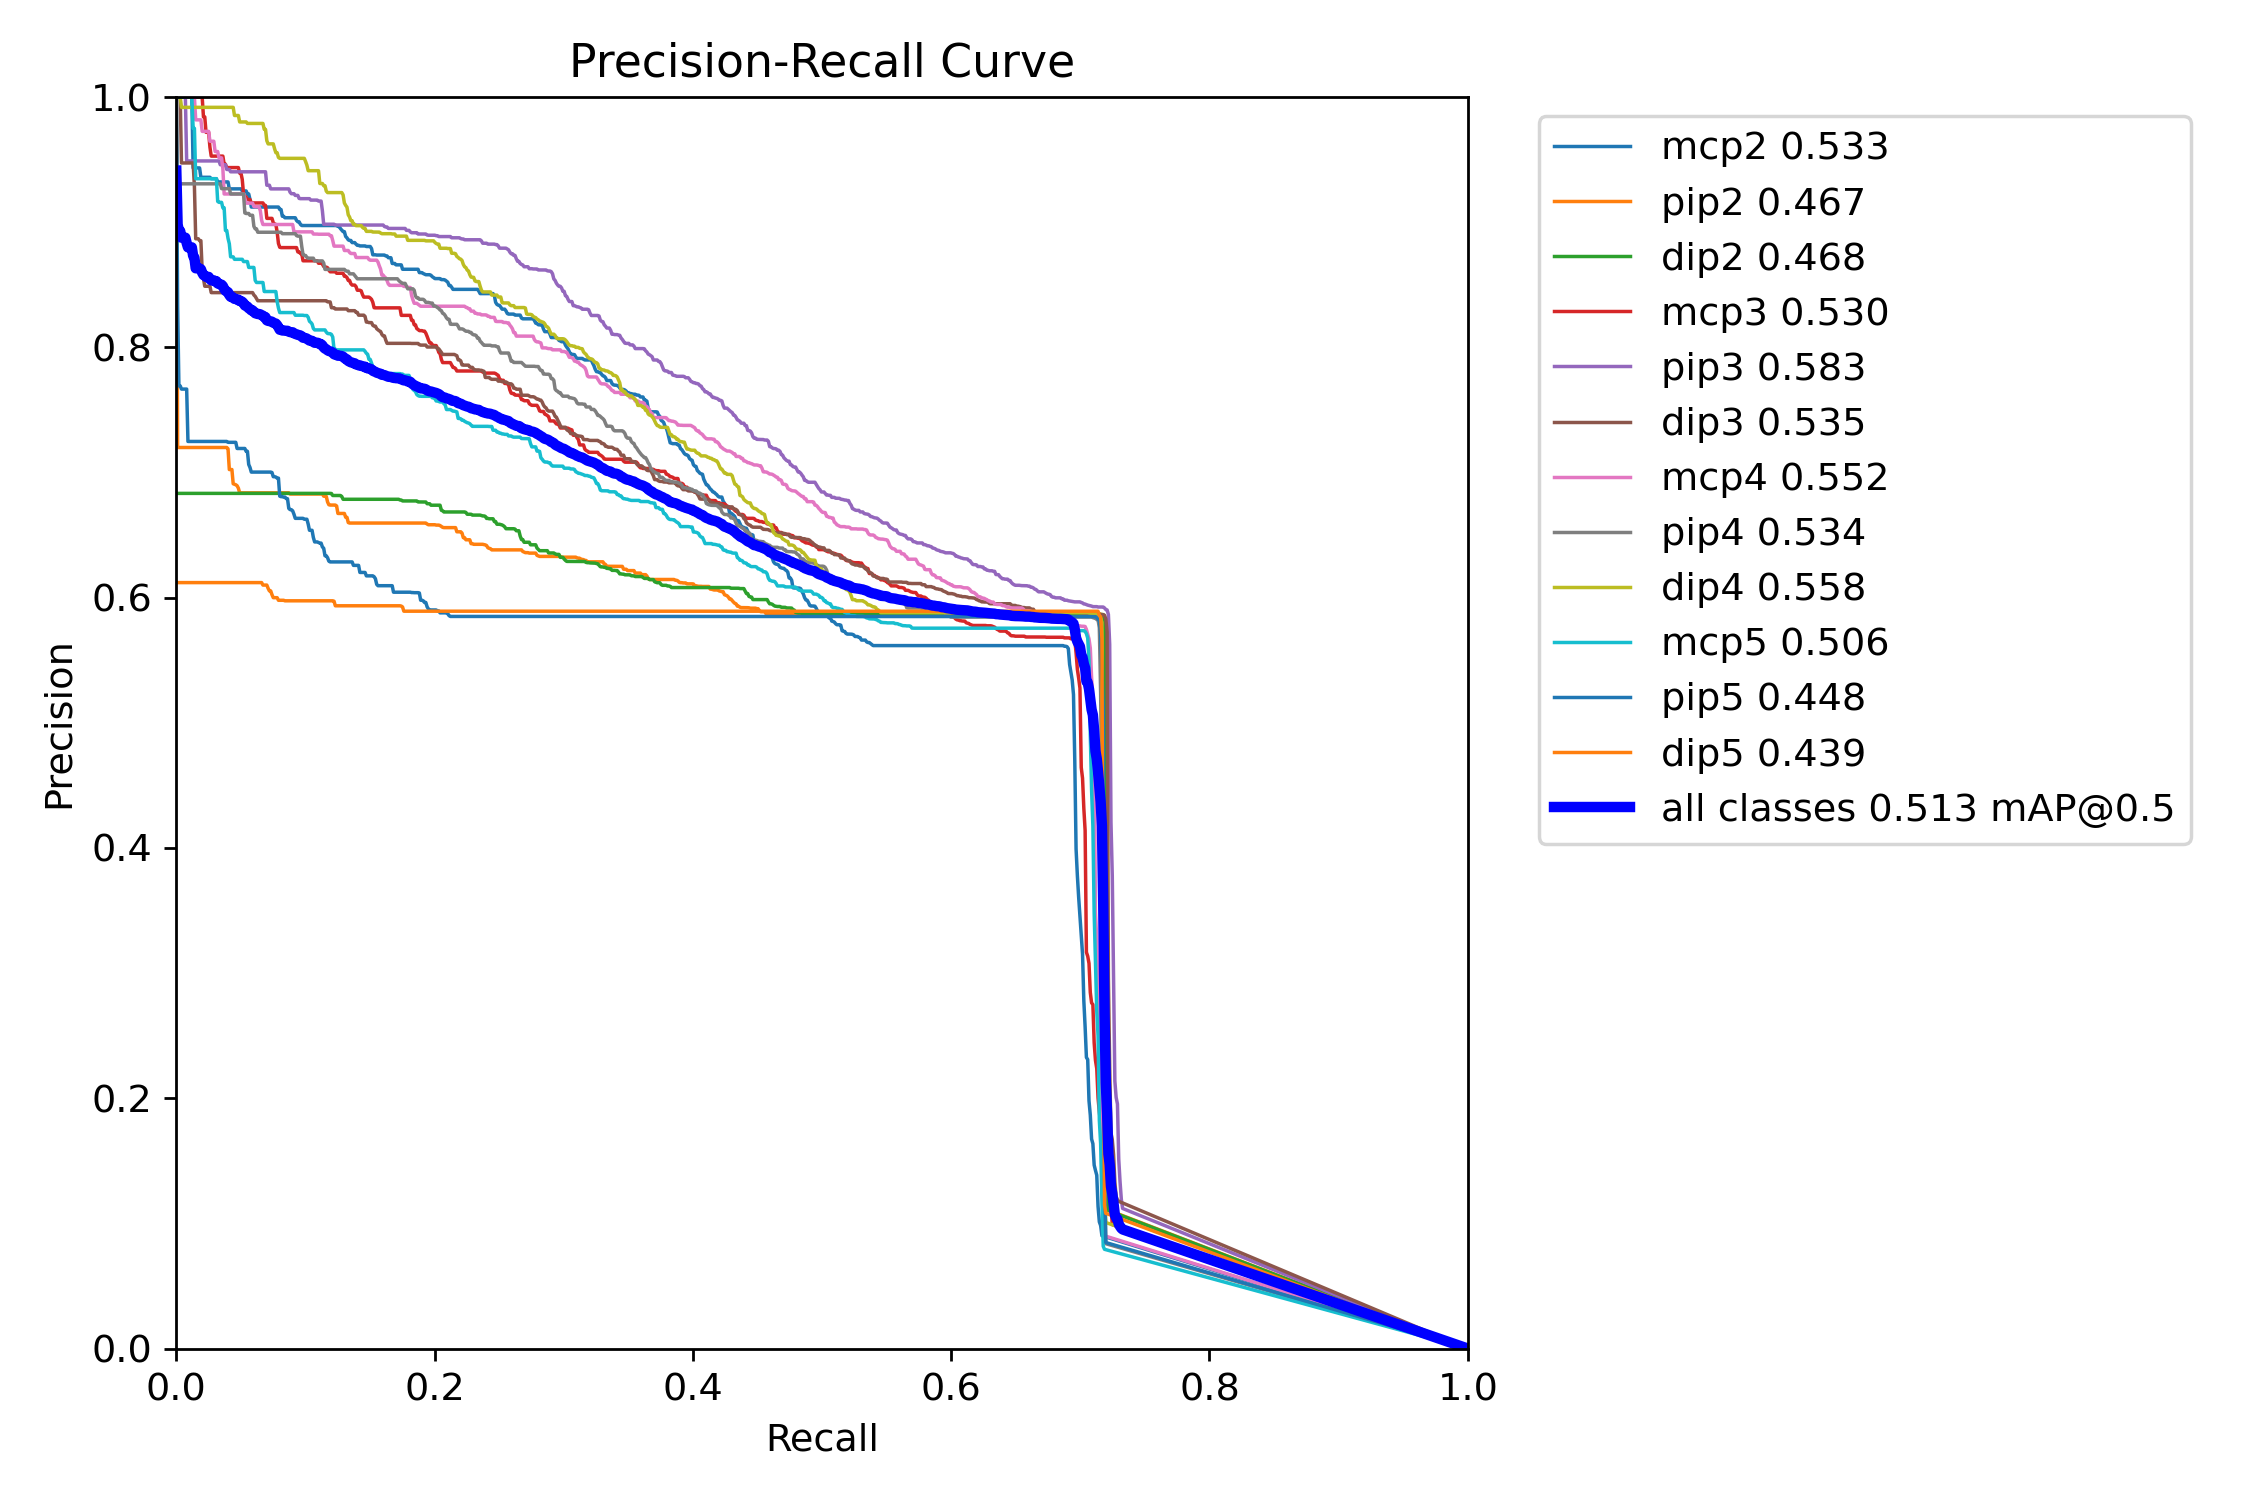 Precision-Recall Curve
1.0
0.8
0.6
0.4
0.2
0.0
Precision
0.0 0.2 0.4 0.6 0.8 1.0
Recall
mcp2 0.533
pip2 0.467
dip2 0.468
mcp3 0.530
pip3 0.583
dip3 0.535
mcp4 0.552
pip4 0.534
dip4 0.558
mcp5 0.506
pip5 0.448
dip5 0.439
all classes 0.513 mAP@0.5